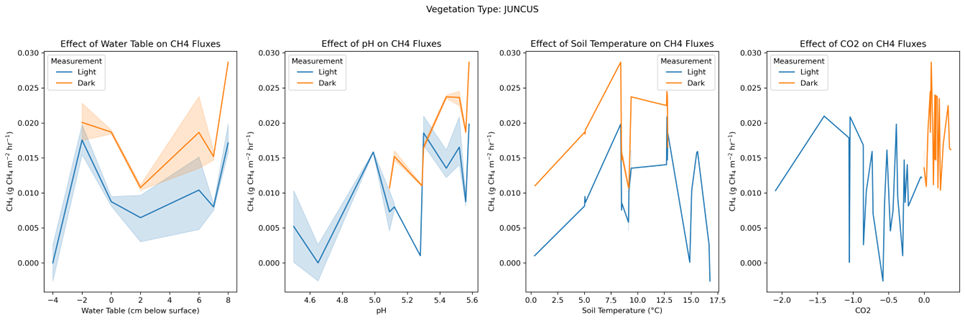 Vegetation Type: JUNCUS
Effect of Water Table on CH4 Fluxes
CH₄ (g CH₄ m⁻² hr⁻¹)
0.030
0.025
0.020
0.015
0.010
0.005
0.000
Measurement
Light
Dark
−4
−2
0
2
4
6
8
Water Table (cm below surface)
Effect of pH on CH4 Fluxes
CH₄ (g CH₄ m⁻² hr⁻¹)
0.030
0.025
0.020
0.015
0.010
0.005
0.000
Measurement
Light
Dark
4.6
4.8
5.0
5.2
5.4
5.6
pH
Effect of Soil Temperature on CH4 Fluxes
CH₄ (g CH₄ m⁻² hr⁻¹)
0.030
0.025
0.020
0.015
0.010
0.005
0.000
Measurement
Light
Dark
0.0
2.5
5.0
7.5
10.0
12.5
15.0
17.5
Soil Temperature (°C)
Effect of CO2 on CH4 Fluxes
CH₄ (g CH₄ m⁻² hr⁻¹)
0.030
0.025
0.020
0.015
0.010
0.005
0.000
Measurement
Light
Dark
−2.0
−1.5
−1.0
−0.5
0.0
CO2